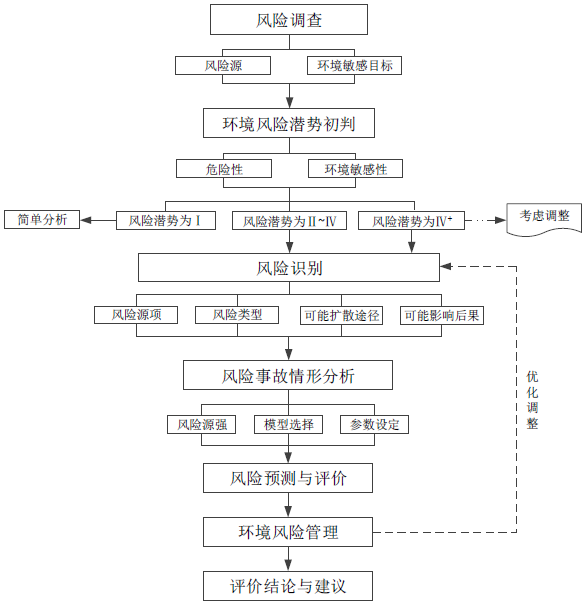 风险调查
风险源
环境敏感目标
环境风险潜势初判
危险性
环境敏感性
简单分析
风险潜势为Ⅰ
风险潜势为Ⅱ~Ⅳ
风险潜势为Ⅳ+
考虑调整
风险识别
风险源项
风险类型
可能扩散途径
可能影响后果
风险事故情形分析
优化调整
风险源强
模型选择
参数设定
风险预测与评价
环境风险管理
评价结论与建议